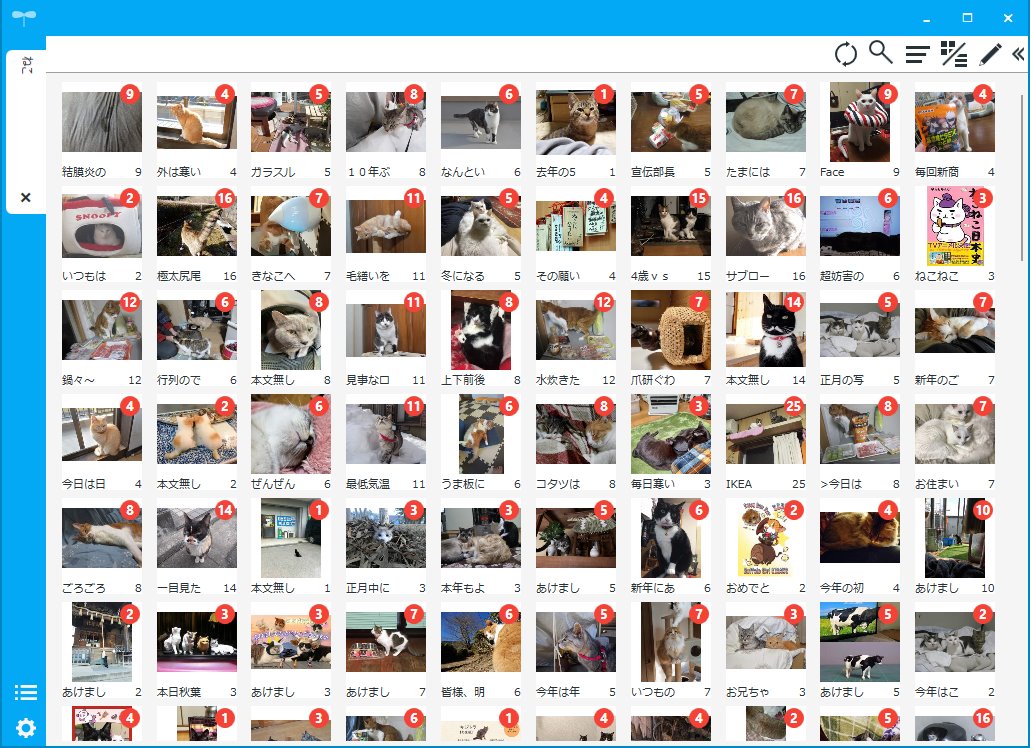 ねこ
9 4 5 8 6 1 5 7 9 4
結膜炎の 9 外は寒い 4 ガラスル 5 １０年ぶ 8 なんとい 6 去年の5 1 宣伝部長 5 たまには 7 Face 9 毎回新商 4
2 16 7 11 5 4 15 16 6 3
SNOOPY
ねこねこ日本史
いつもは 2 極太尻尾 16 きなこへ 7 毛繕いを 11 冬になる 5 その願い 4 4歳ｖｓ 15 サブロー 16 超妨害の 6 ねこねこ 3
12 6 8 11 8 12 7 14 5 7
鍋々～ 12 行列ので 6 本文無し 8 見事なロ 11 上下前後 8 水炊きた 12 爪研ぐわ 7 本文無し 14 正月の写 5 新年のご 7
4 2 6 11 6 8 3 25 8 7
今日は日 4 本文無し 2 ぜんぜん 6 最低気温 11 うま板に 6 コタツは 8 毎日寒い 3 IKEA 25 >今日は 8 お住まい 7
8 14 1 3 3 5 6 2 4 10
ごろごろ 8 一目見た 14 本文無し 1 正月中に 3 本年もよ 3 あけまし 5 新年にあ 6 おめでと 2 今年の初 4 あけまし 10
2 3 3 7 6 5 7 3 5 2
あけまし 2 本日秋葉 3 あけまし 3 あけまし 7 皆様、明 6 今年は年 5 いつもの 7 お兄ちゃ 3 あけまし 5 今年はこ 2
4 1 3 6 1 4 4 2 5 16